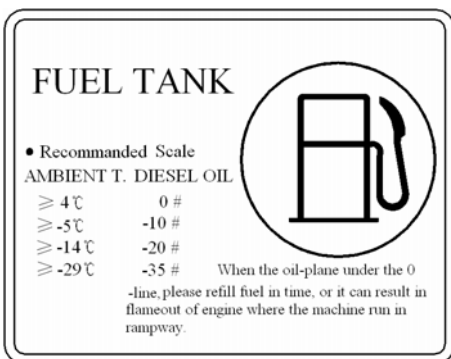 FUEL TANK
● Recommanded Scale
AMBIENT T. DIESEL OIL
≥ 4℃ 0 #
≥ -5℃ -10 #
≥ -14℃ -20 #
≥ -29℃ -35 #
When the oil-plane under the 0
-line, please refill fuel in time, or it can result in
flameout of engine where the machine run in
rampway.